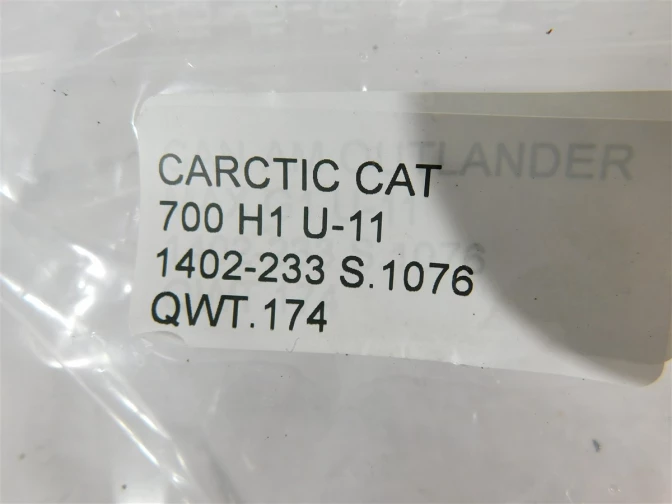 CARCTIC CAT
700 H1 U-11
1402-233 S.1076
QWT.174